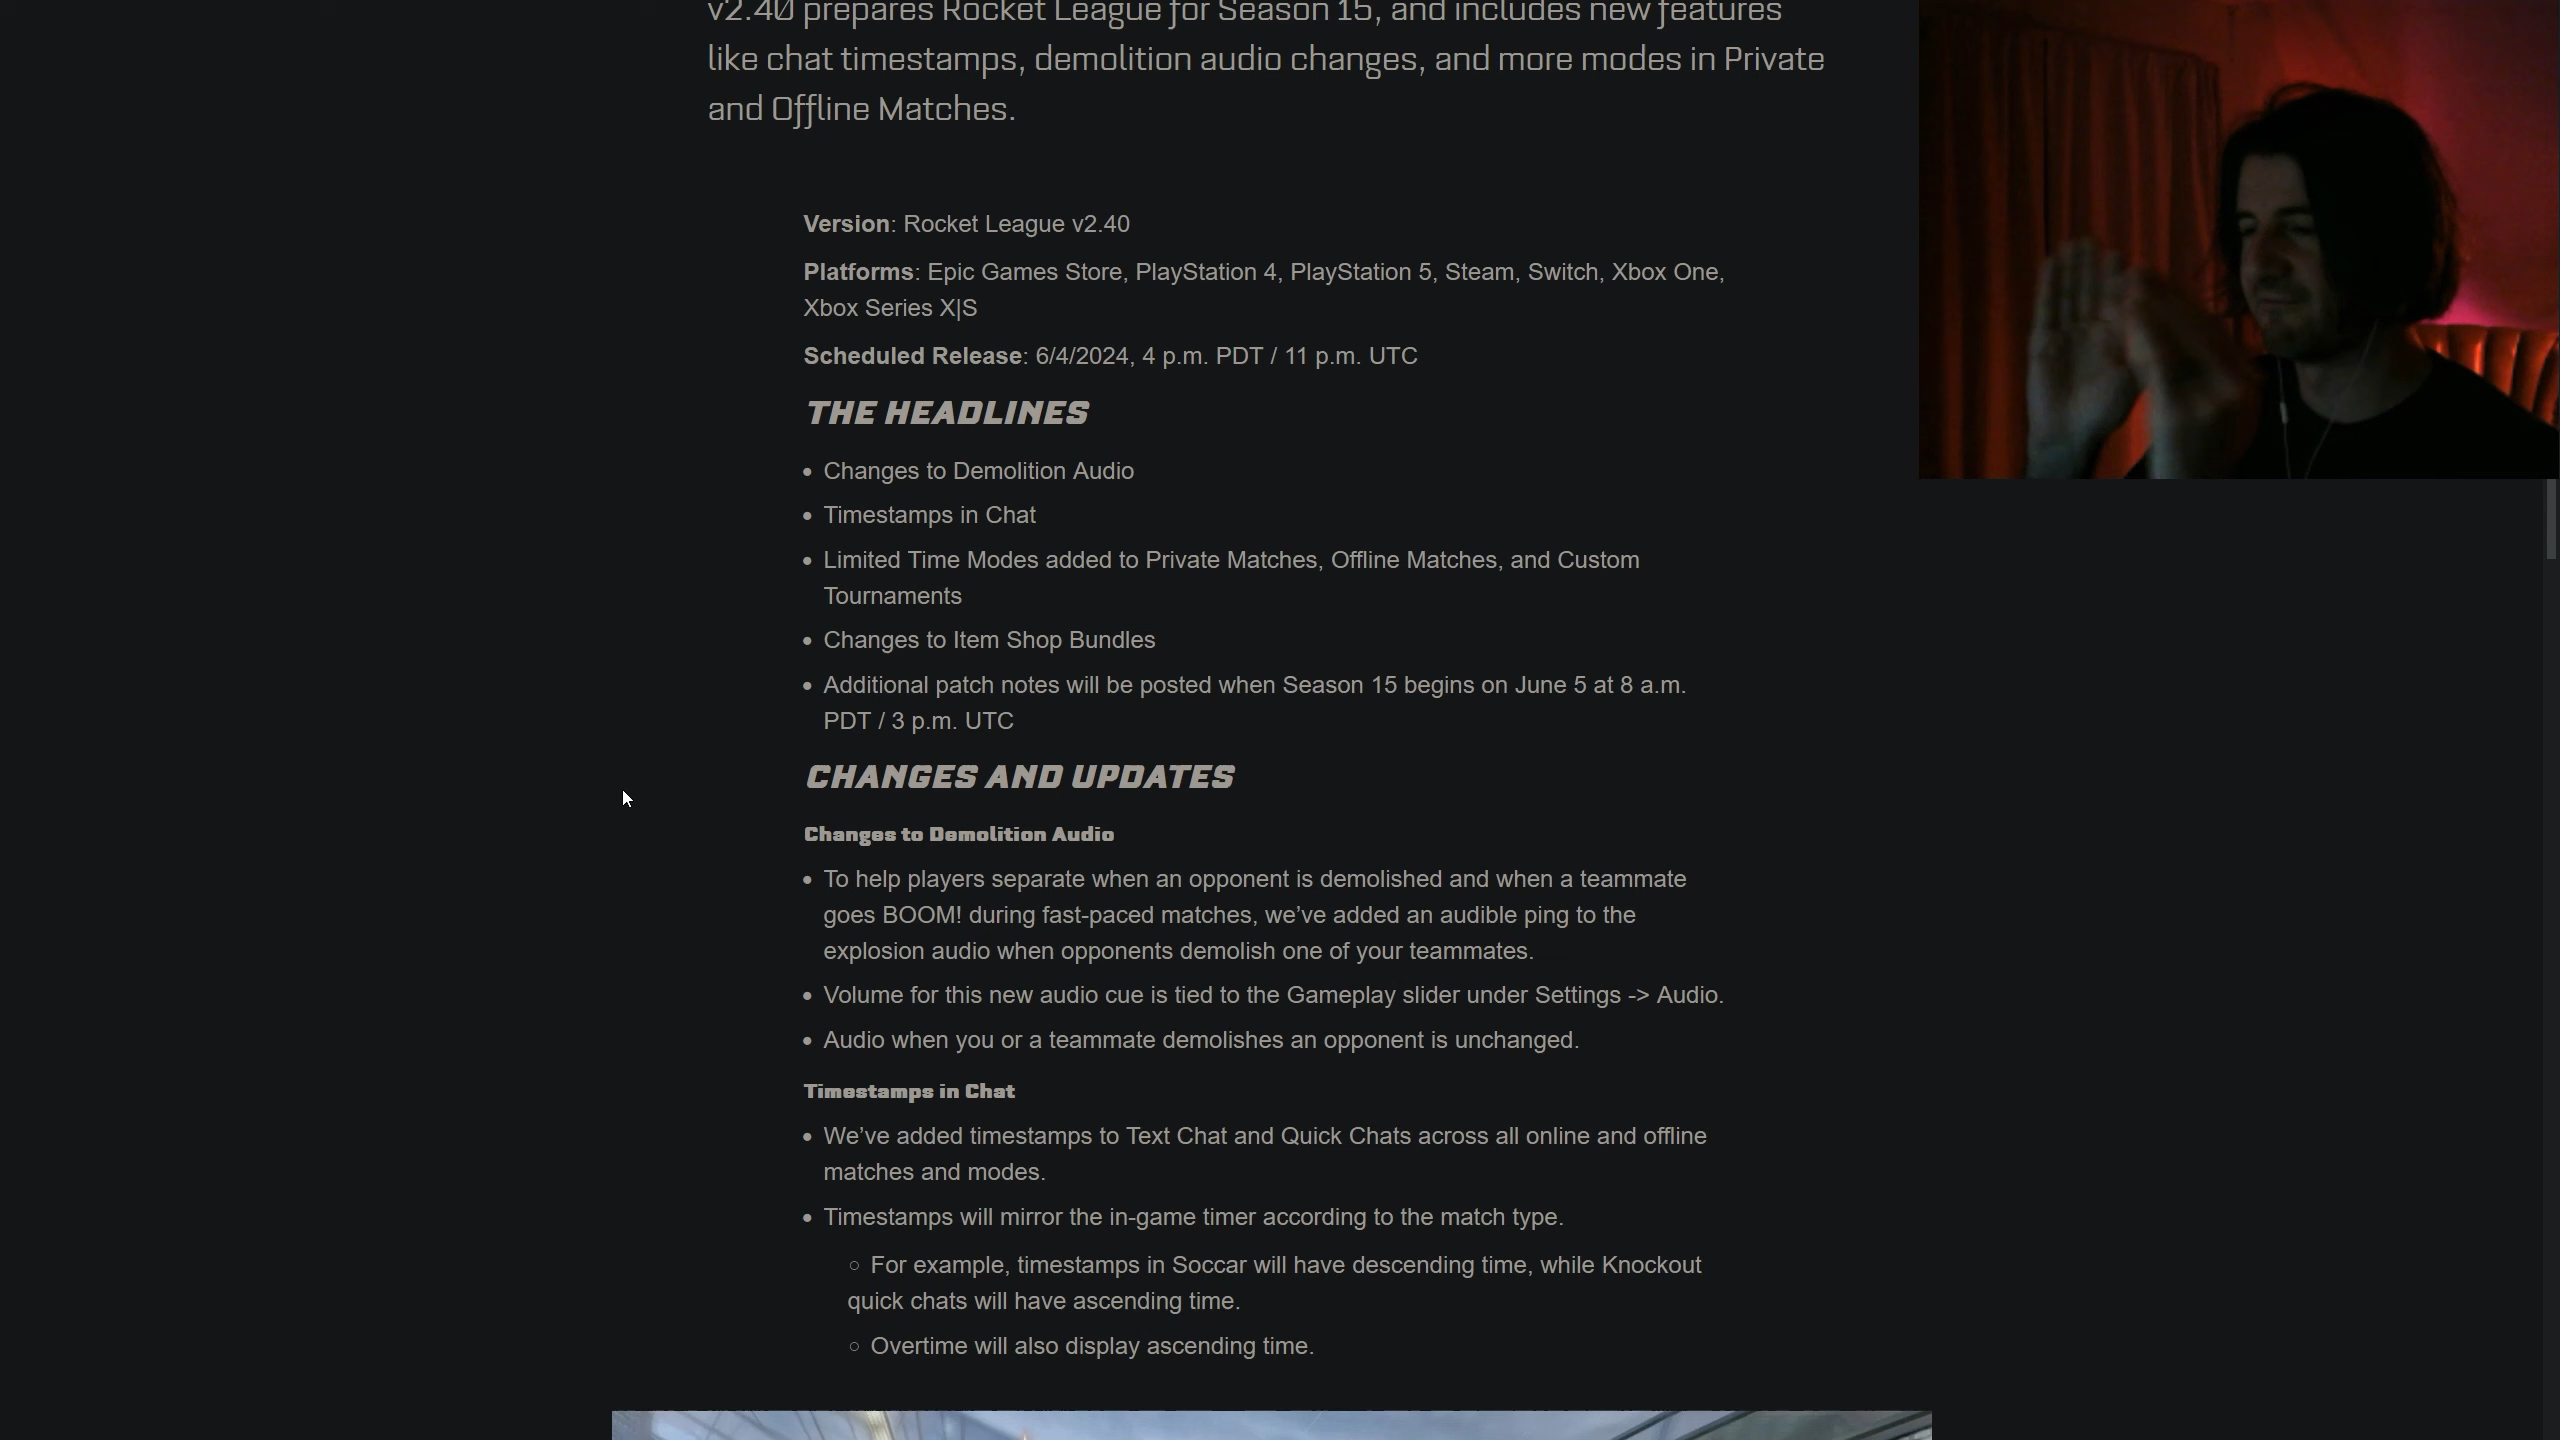 v2.40 prepares Rocket League for Season 15, and includes new features
like chat timestamps, demolition audio changes, and more modes in Private
and Offline Matches.
Version: Rocket League v2.40
Platforms: Epic Games Store, PlayStation 4, PlayStation 5, Steam, Switch, Xbox One,
Xbox Series X|S
Scheduled Release: 6/4/2024, 4 p.m. PDT / 11 p.m. UTC
THE HEADLINES
• Changes to Demolition Audio
• Timestamps in Chat
• Limited Time Modes added to Private Matches, Offline Matches, and Custom
Tournaments
• Changes to Item Shop Bundles
• Additional patch notes will be posted when Season 15 begins on June 5 at 8 a.m.
PDT / 3 p.m. UTC
CHANGES AND UPDATES
Changes to Demolition Audio
• To help players separate when an opponent is demolished and when a teammate
goes BOOM! during fast-paced matches, we’ve added an audible ping to the
explosion audio when opponents demolish one of your teammates.
• Volume for this new audio cue is tied to the Gameplay slider under Settings -> Audio.
• Audio when you or a teammate demolishes an opponent is unchanged.
Timestamps in Chat
• We’ve added timestamps to Text Chat and Quick Chats across all online and offline
matches and modes.
• Timestamps will mirror the in-game timer according to the match type.
○ For example, timestamps in Soccar will have descending time, while Knockout
quick chats will have ascending time.
○ Overtime will also display ascending time.